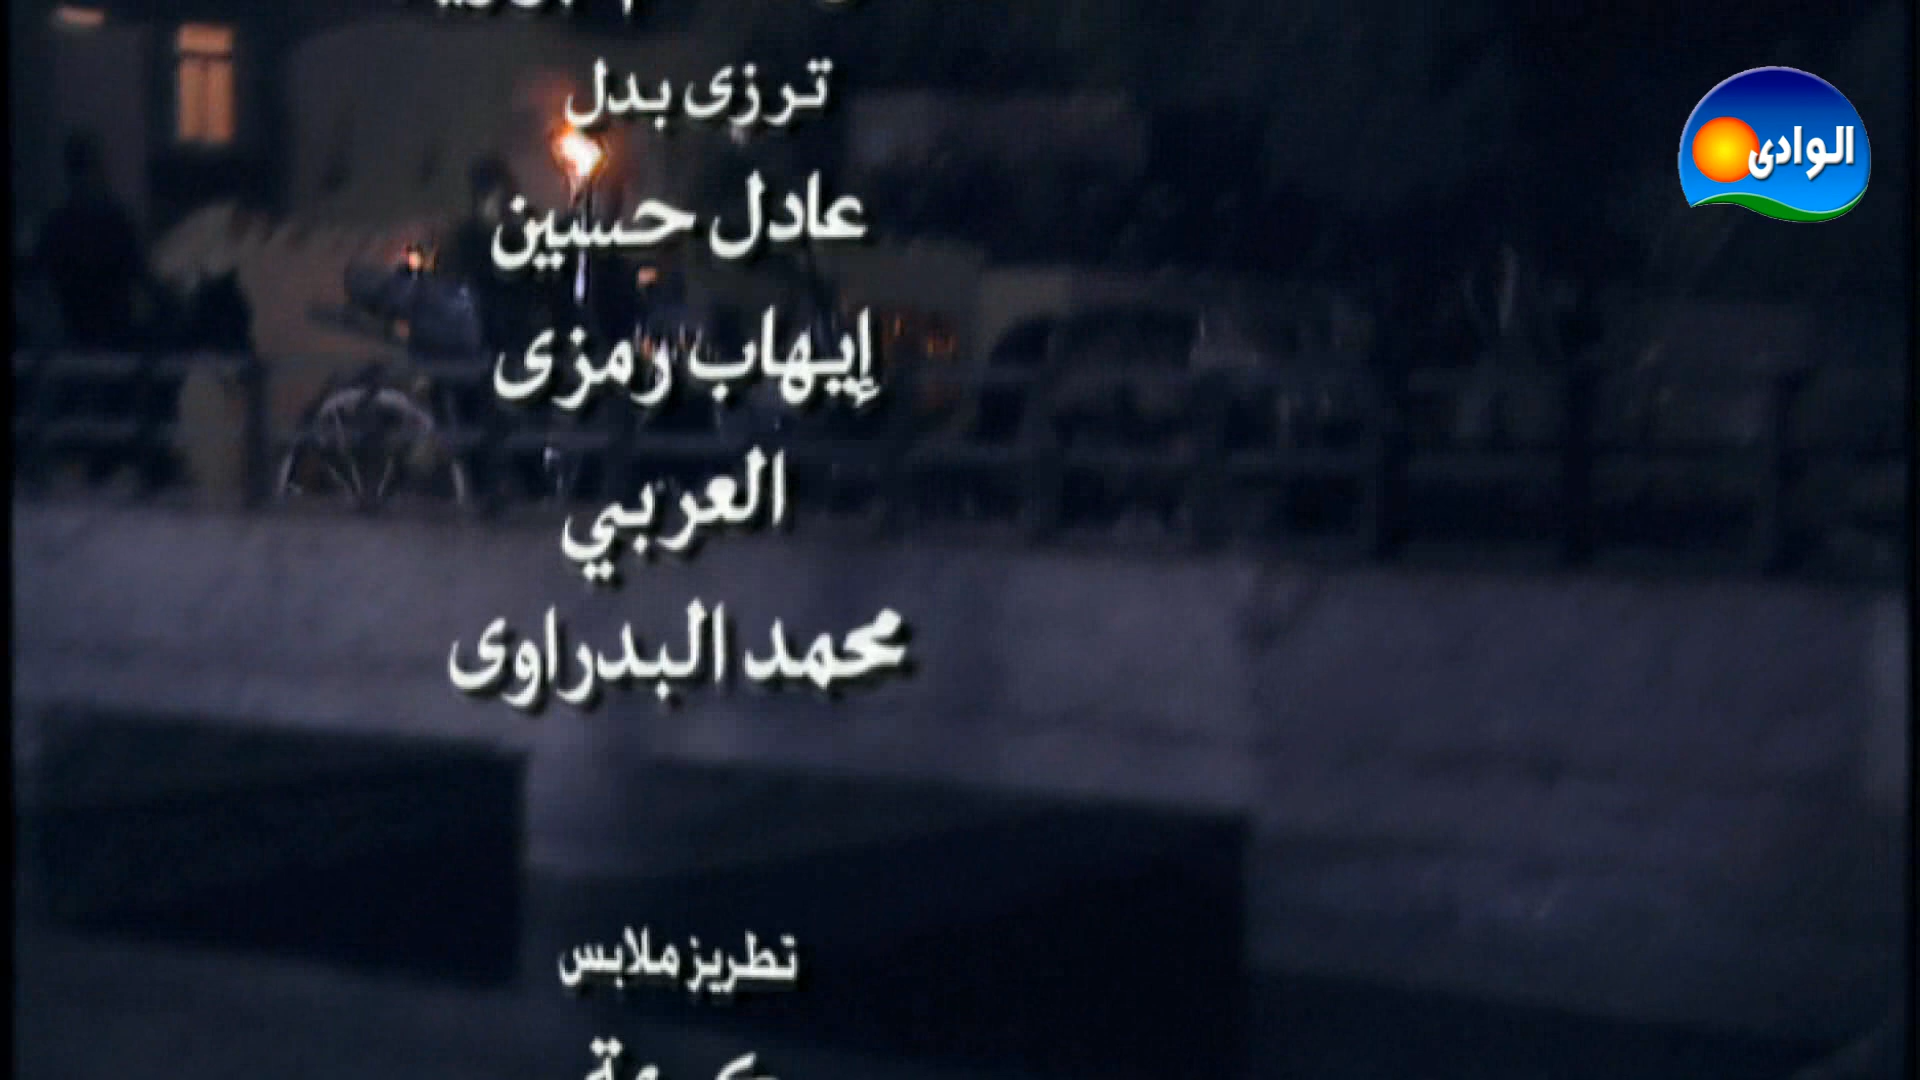 ترزى بدل
الوادى
عادل حسين
إيهاب رمزى
العربي
محمد البدراوى
تطريز ملابس